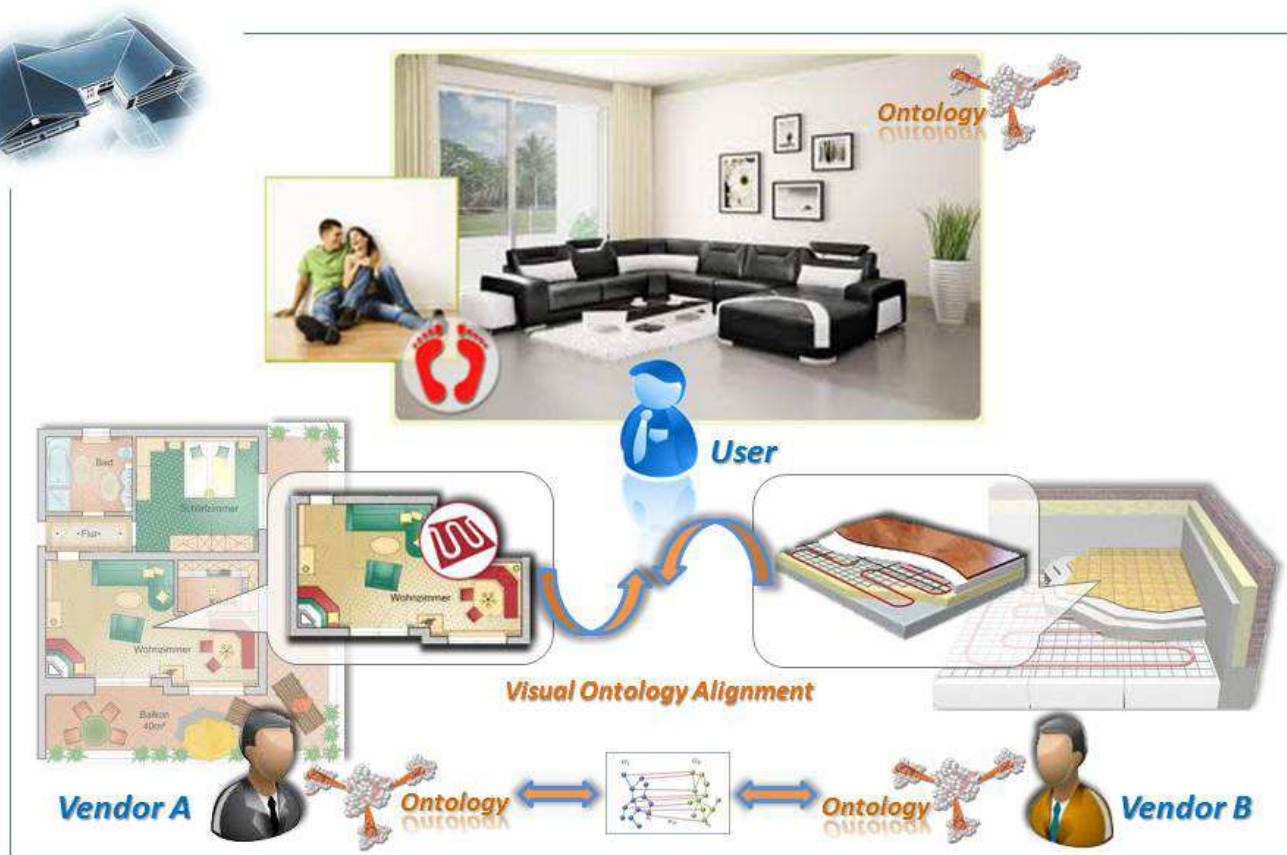 Ontology
User
Bad
Schlafzimmer
Flur
Wohnzimmer
Wohnzimmer
Balkon
40m²
Visual Ontology Alignment
Vendor A
Ontology
Ontology
Vendor B